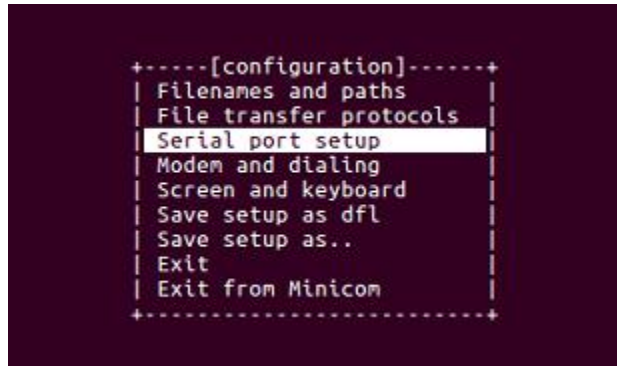 +-----[configuration]------+
| Filenames and paths |
| File transfer protocols |
| Serial port setup |
| Modem and dialing |
| Screen and keyboard |
| Save setup as dfl |
| Save setup as.. |
| Exit |
| Exit from Minicom |
+--------------------------+